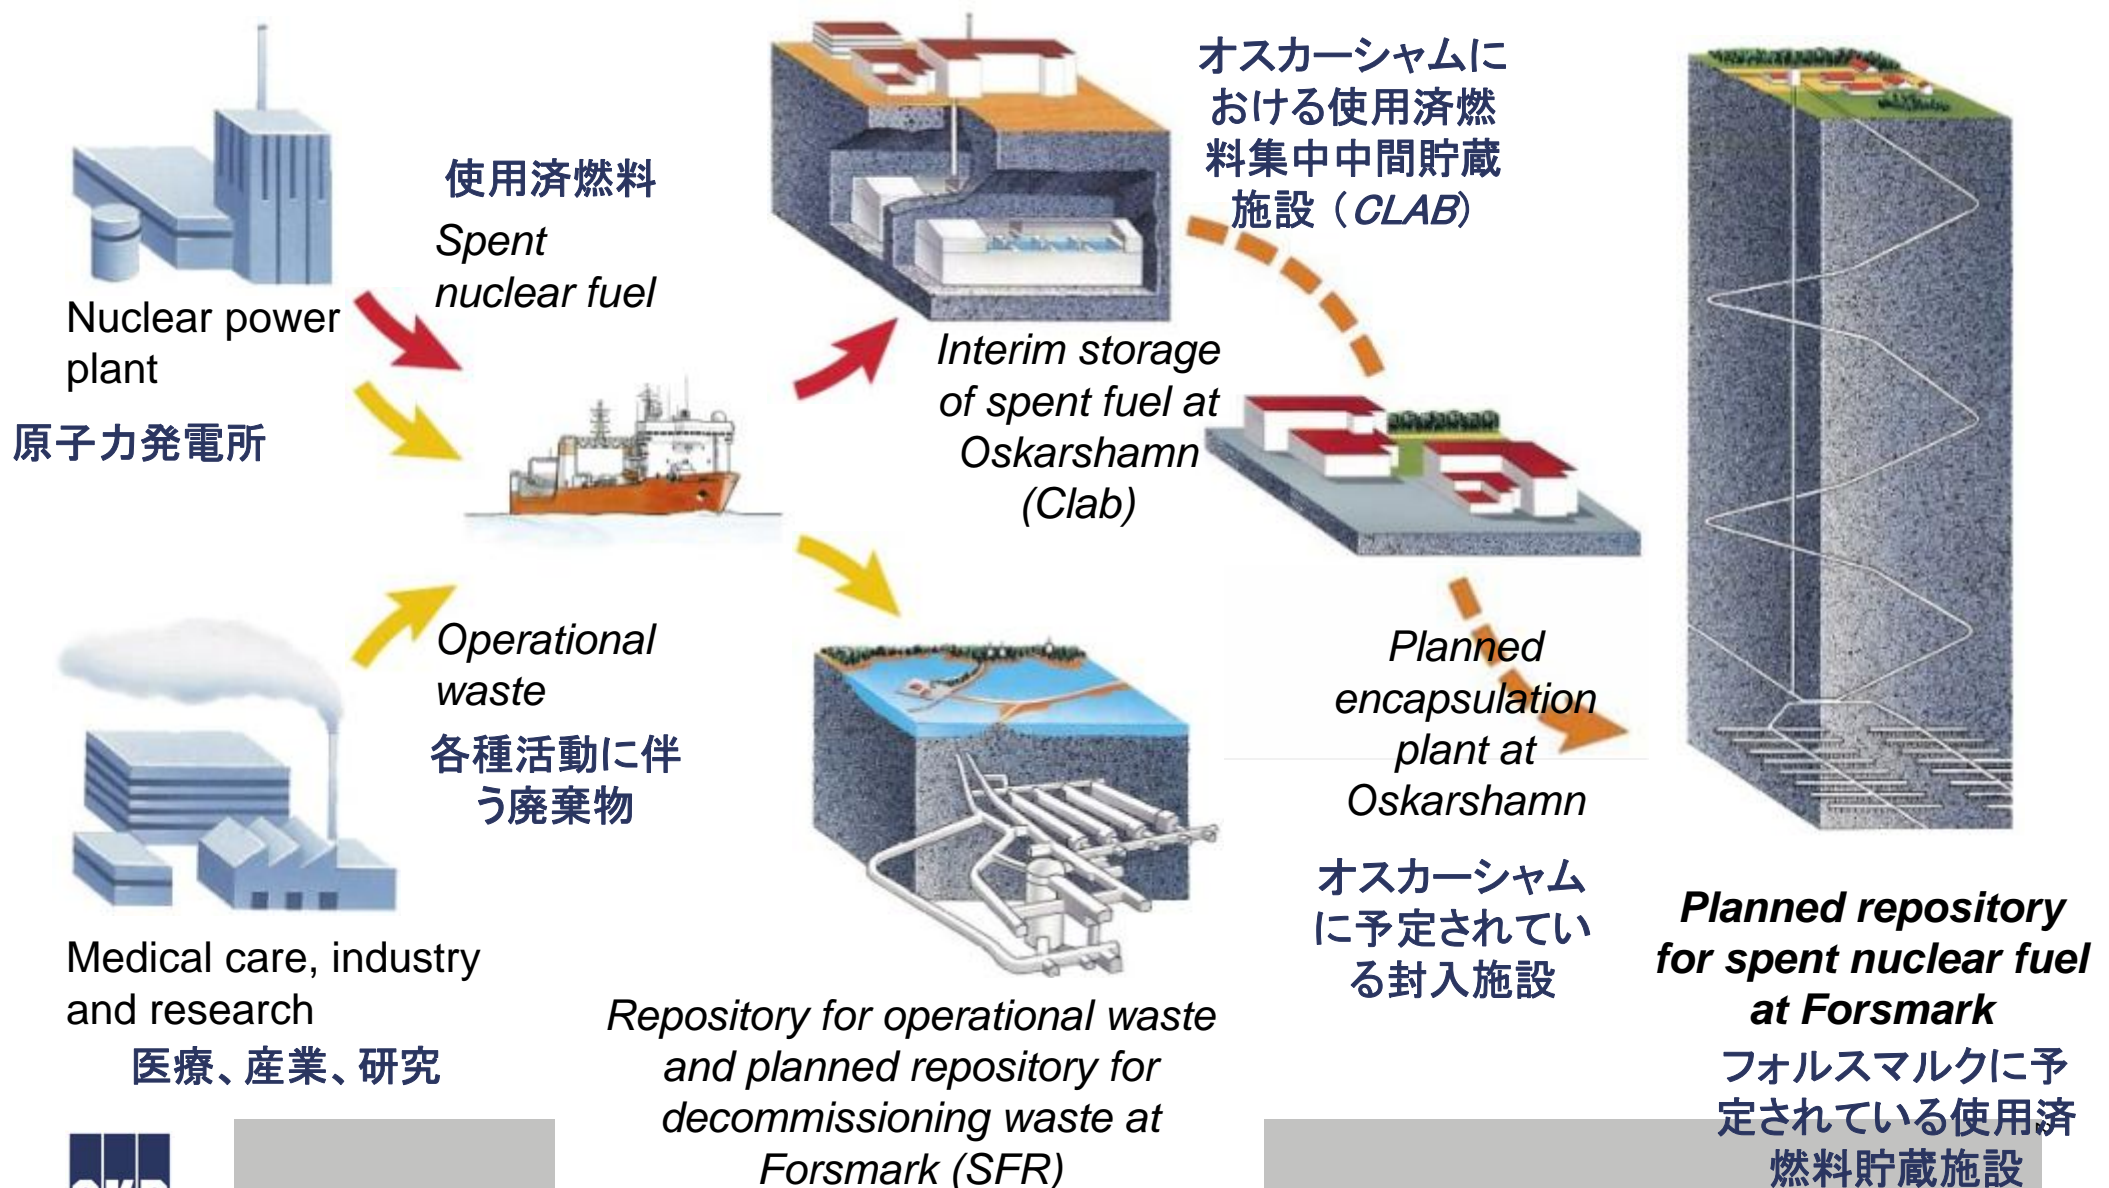 使用済燃料
Spent
nuclear fuel
Nuclear power
plant
原子力発電所
オスカーシャムに
おける使用済燃
料集中中間貯蔵
施設（CLAB）
Interim storage
of spent fuel at
Oskarshamn
(Clab)
Operational
waste
各種活動に伴
う廃棄物
Medical care, industry
and research
医療、産業、研究
Repository for operational waste
and planned repository for
decommissioning waste at
Forsmark (SFR)
Planned
encapsulation
plant at
Oskarshamn
オスカーシャム
に予定されてい
る封入施設
Planned repository
for spent nuclear fuel
at Forsmark
フォルスマルクに予
定されている使用済
燃料貯蔵施設